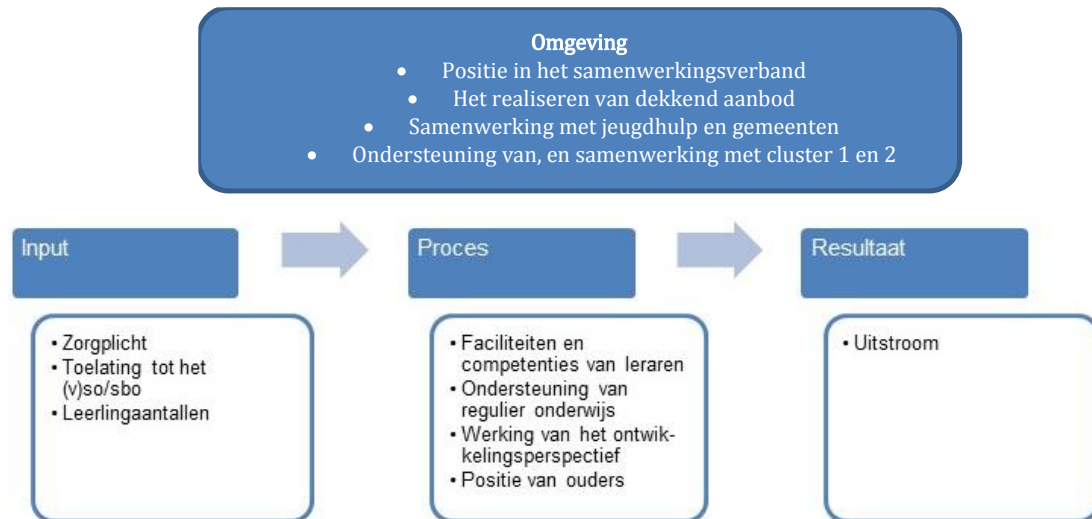 Omgeving
• Positie in het samenwerkingsverband
• Het realiseren van dekkend aanbod
• Samenwerking met jeugdhulp en gemeenten
• Ondersteuning van, en samenwerking met cluster 1 en 2
Input
• Zorgplicht
• Toelating tot het
(v)so/sbo
• Leerlingaantallen
Proces
• Faciliteiten en
competenties van leraren
• Ondersteuning van
regulier onderwijs
• Werking van het ontwik-
kelingsperspectief
• Positie van ouders
Resultaat
• Uitstroom